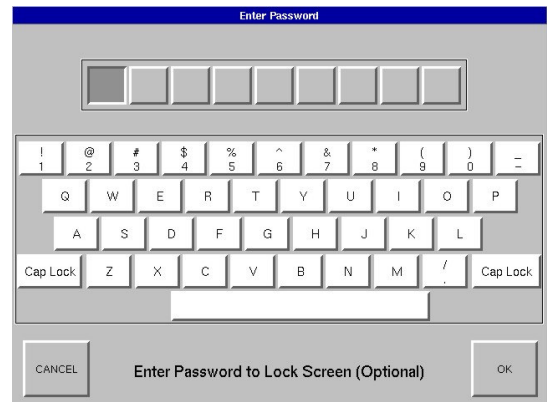 Enter Password
! @ # $ % ^ & * ( ) _
1 2 3 4 5 6 7 8 9 0 –
Q W E R T Y U I O P
A S D F G H J K L
/
Cap Lock Z X C V B N M . Cap Lock
CANCEL Enter Password to Lock Screen (Optional) OK